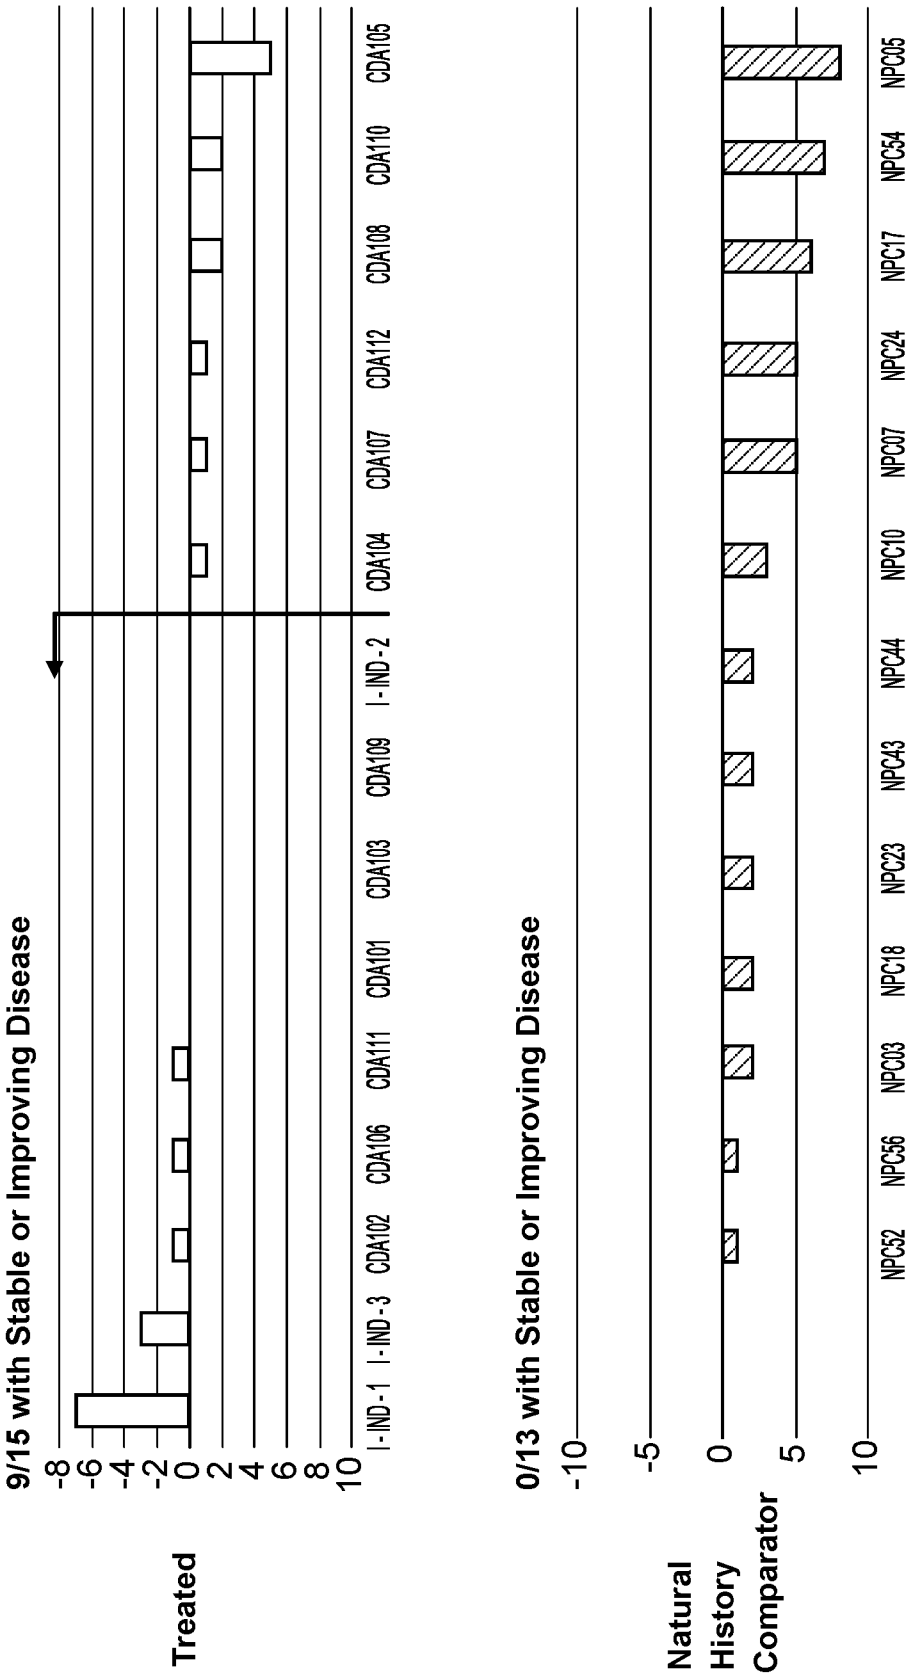 9/15 with Stable or Improving Disease
Treated
-8
-6
-4
-2
0
2
4
6
8
10
I-IND-1 I-IND-3 CDA102 CDA106 CDA111 CDA101 CDA103 CDA109 I-IND-2 CDA104 CDA107 CDA112 CDA108 CDA110 CDA105
0/13 with Stable or Improving Disease
Natural
History
Comparator
-10
-5
0
5
10
NPC52 NPC56 NPC03 NPC18 NPC23 NPC43 NPC44 NPC10 NPC07 NPC24 NPC17 NPC54 NPC05